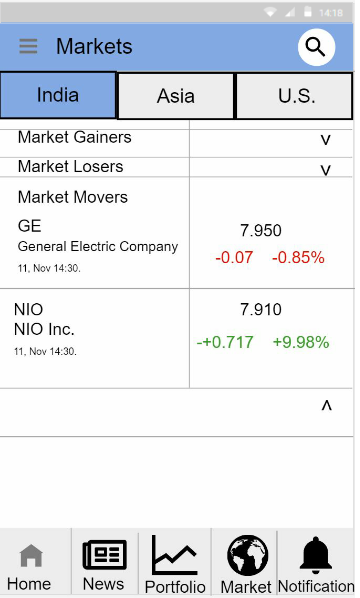 14:18
Markets
India Asia U.S.
Market Gainers
Market Losers
Market Movers
GE
General Electric Company
11, Nov 14:30.
7.950
-0.07 -0.85%
NIO
NIO Inc.
11, Nov 14:30.
7.910
-+0.717 +9.98%
Home News Portfolio Market Notification